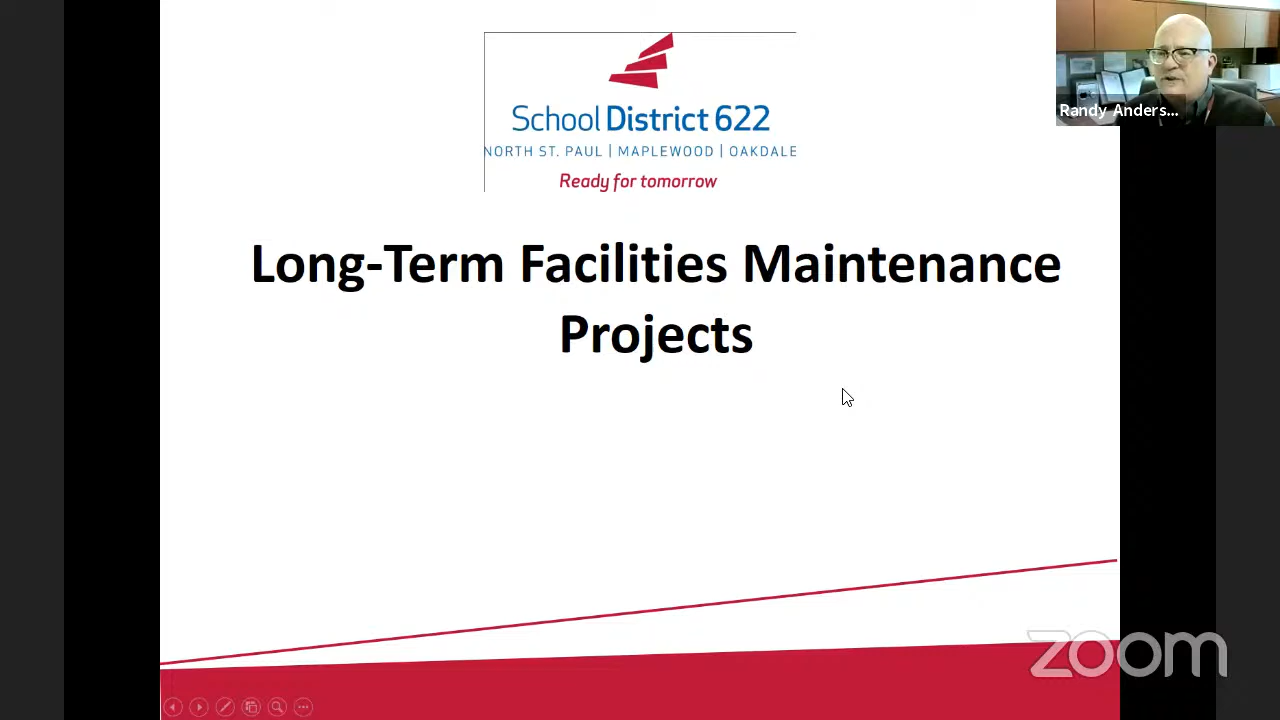 School District 622
NORTH ST. PAUL | MAPLEWOOD | OAKDALE
Ready for tomorrow
Randy Anders...
Long-Term Facilities Maintenance
Projects
zoom